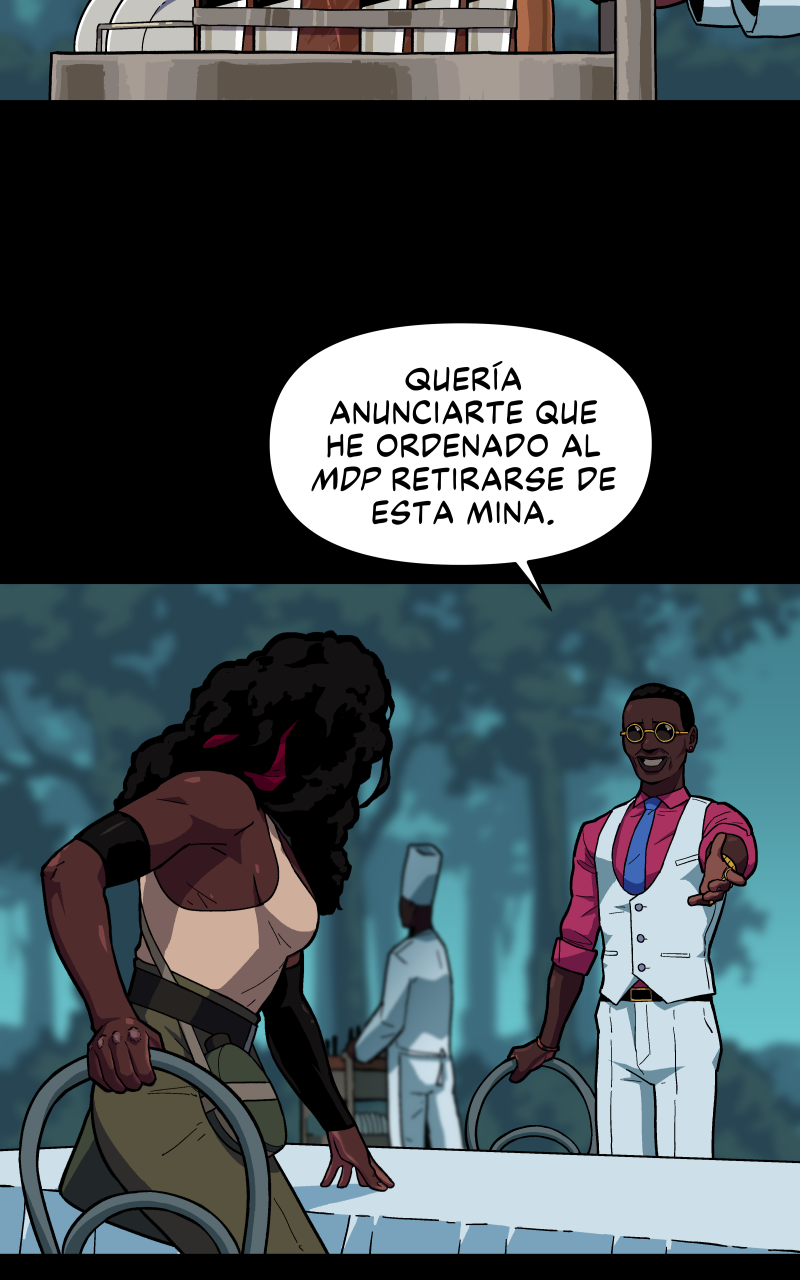 QUERÍA
ANUNCIARTE QUE
HE ORDENADO AL
MDP RETIRARSE DE
ESTA MINA.